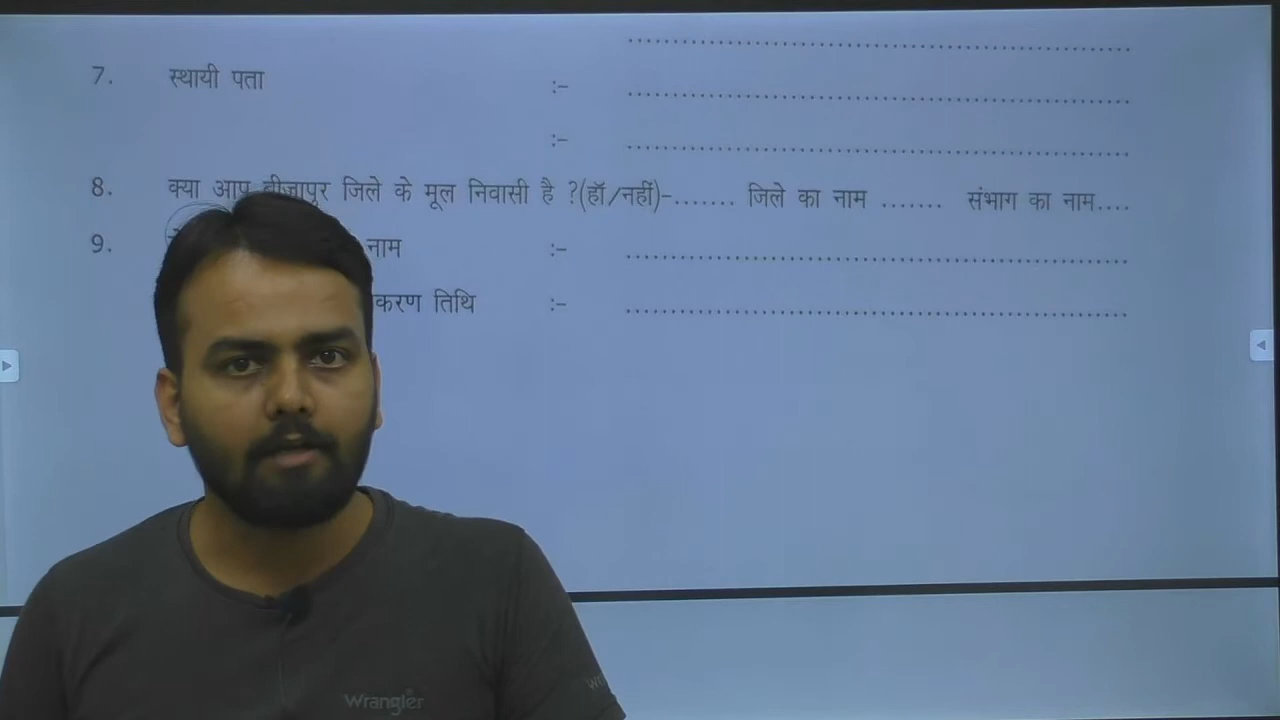 ................................................................
7. स्थायी पता :- ................................................................
:- ................................................................
8. क्या आप बीजापुर जिले के मूल निवासी है ?(हॉ/नहीं)-....... जिले का नाम ....... संभाग का नाम....
9. नाम :- ................................................................
करण तिथि :- ................................................................
Wrangler